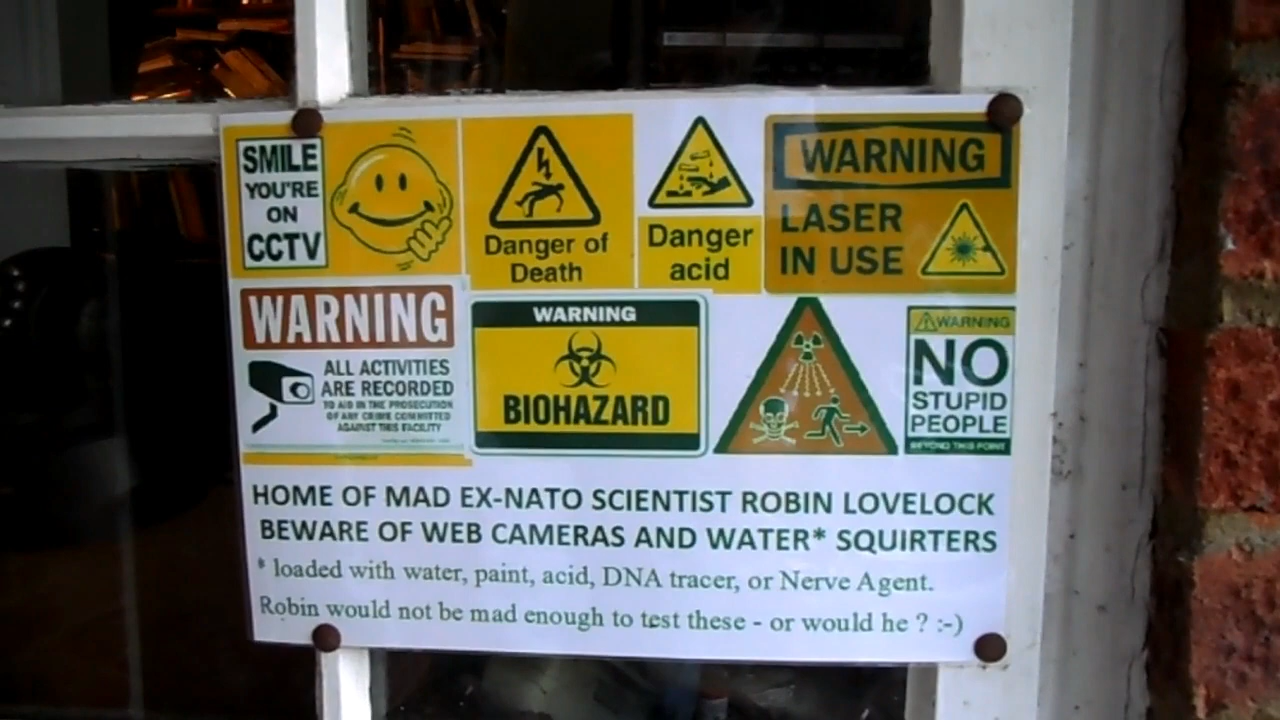 SMILE
YOU'RE
ON
CCTV
Danger of
Death
Danger
acid
WARNING
LASER
IN USE
WARNING
ALL ACTIVITIES
ARE RECORDED
TO AID IN THE PROSECUTION
OF ANY CRIME COMMITTED
AGAINST THIS FACILITY
WARNING
BIOHAZARD
WARNING
NO
STUPID
PEOPLE
BEYOND THIS POINT
HOME OF MAD EX-NATO SCIENTIST ROBIN LOVELOCK
BEWARE OF WEB CAMERAS AND WATER* SQUIRTERS
* loaded with water, paint, acid, DNA tracer, or Nerve Agent.
Robin would not be mad enough to test these - or would he ? :-)